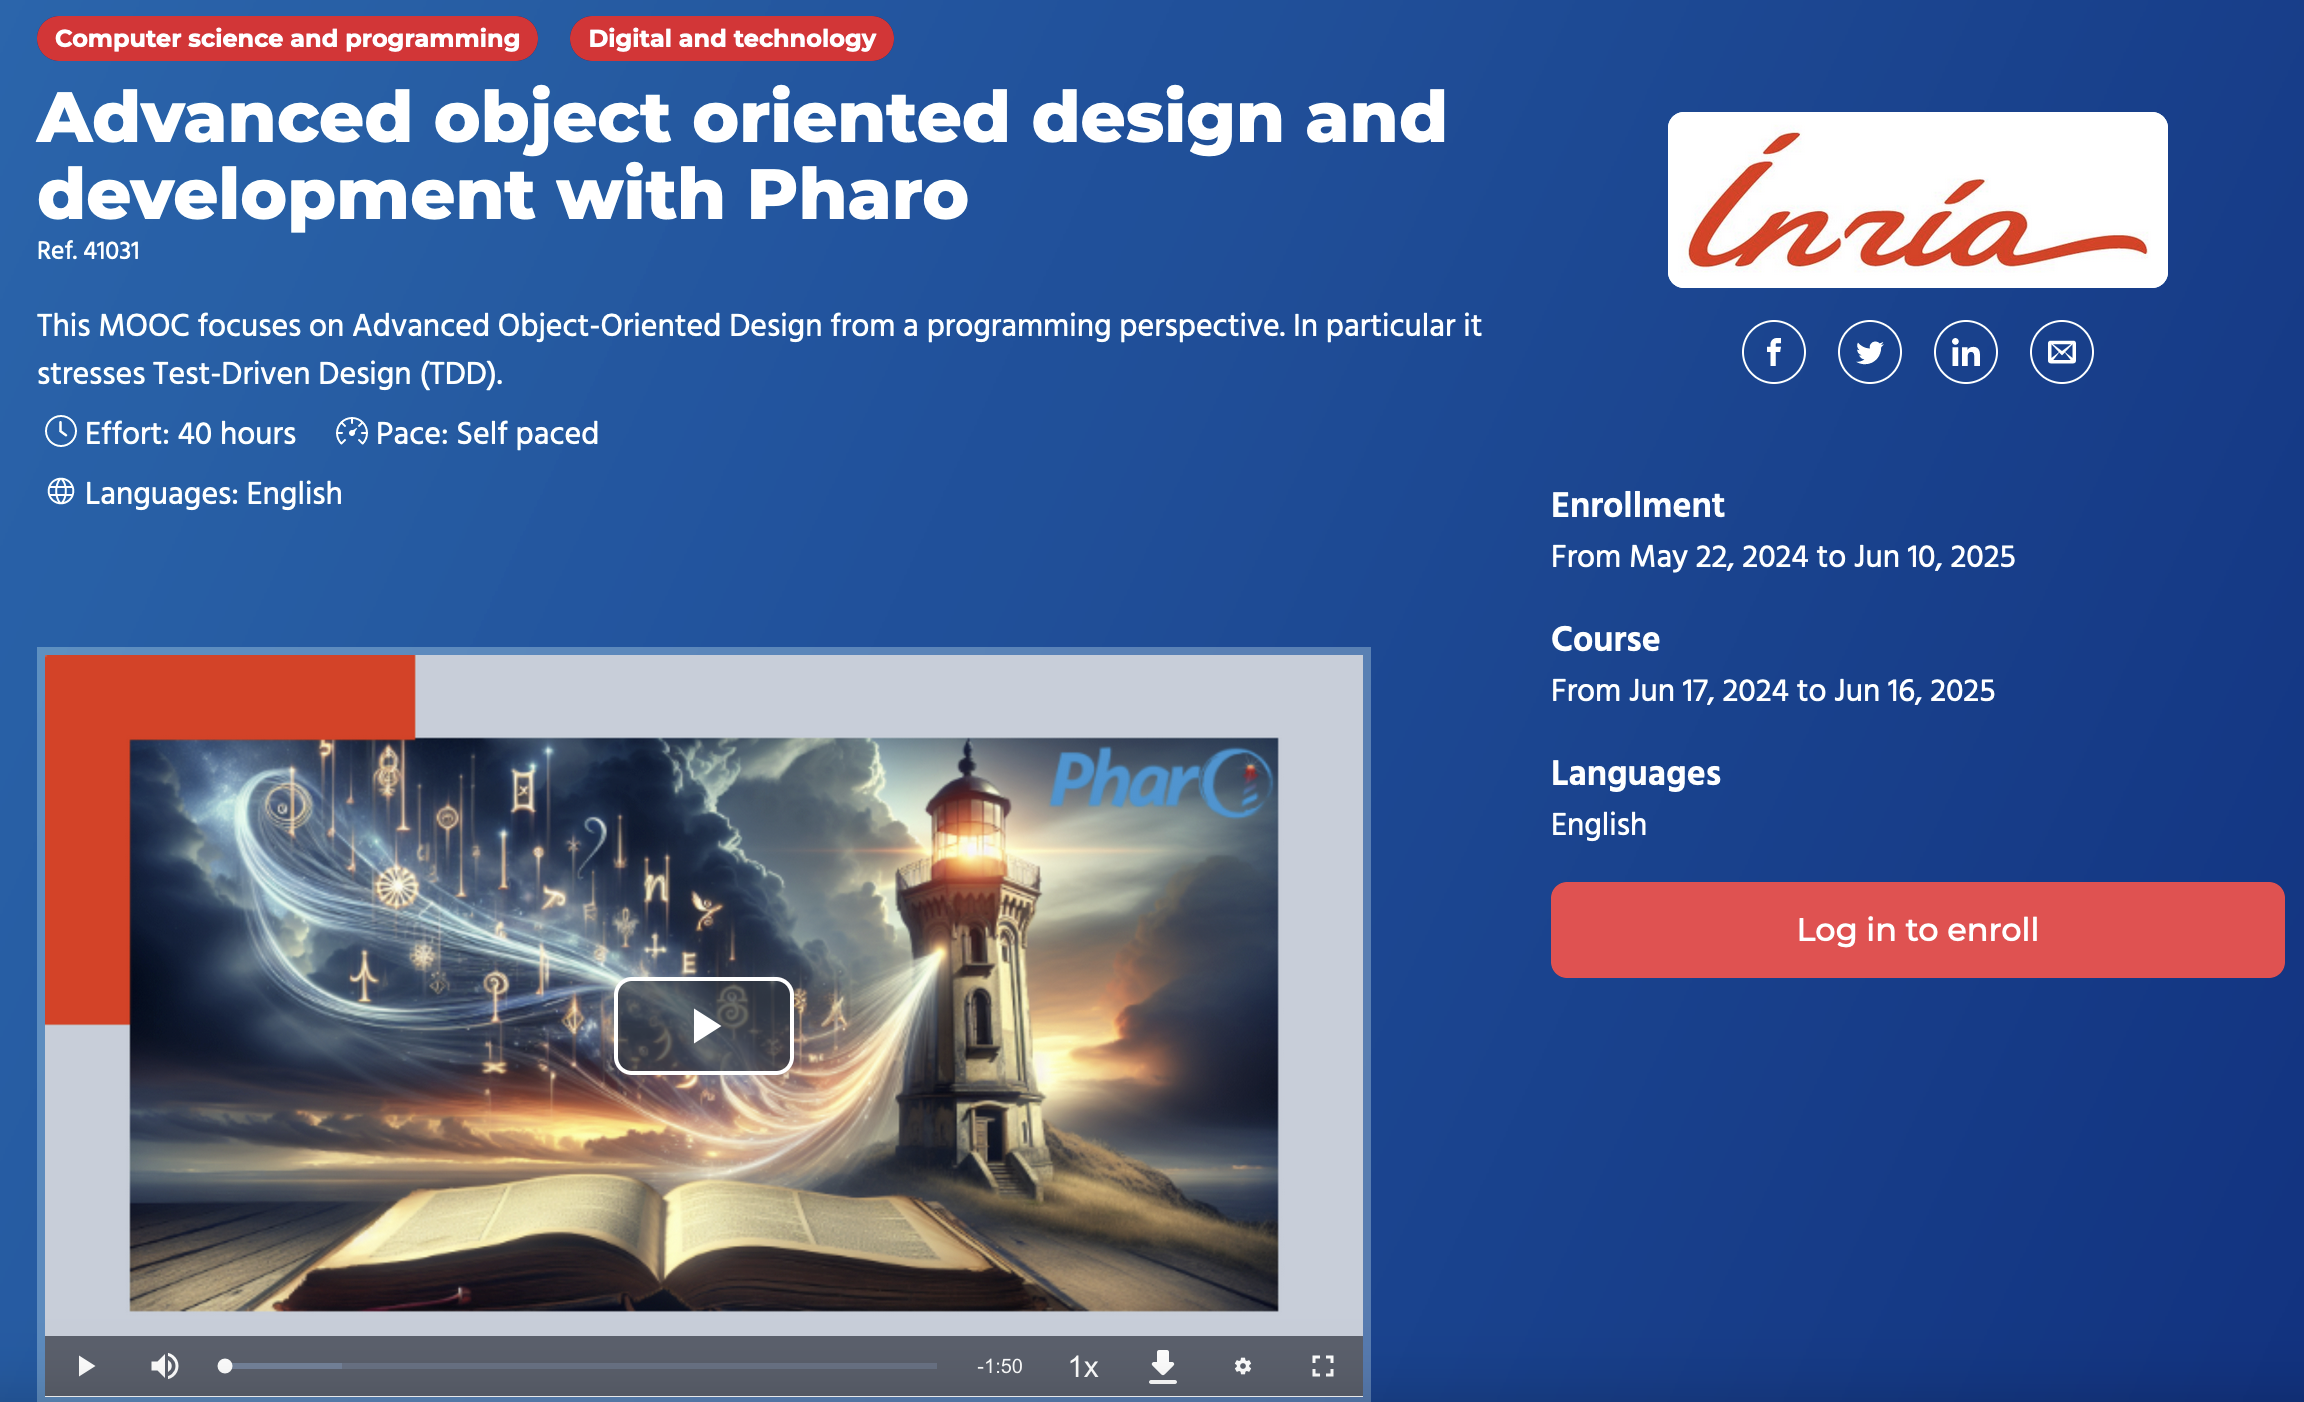 Computer science and programming
Digital and technology
Advanced object oriented design and
development with Pharo
Ref. 41031
This MOOC focuses on Advanced Object-Oriented Design from a programming perspective. In particular it
stresses Test-Driven Design (TDD).
Effort: 40 hours
Pace: Self paced
Languages: English
Pharo
-1:50
1x
Inria
Enrollment
From May 22, 2024 to Jun 10, 2025
Course
From Jun 17, 2024 to Jun 16, 2025
Languages
English
Log in to enroll